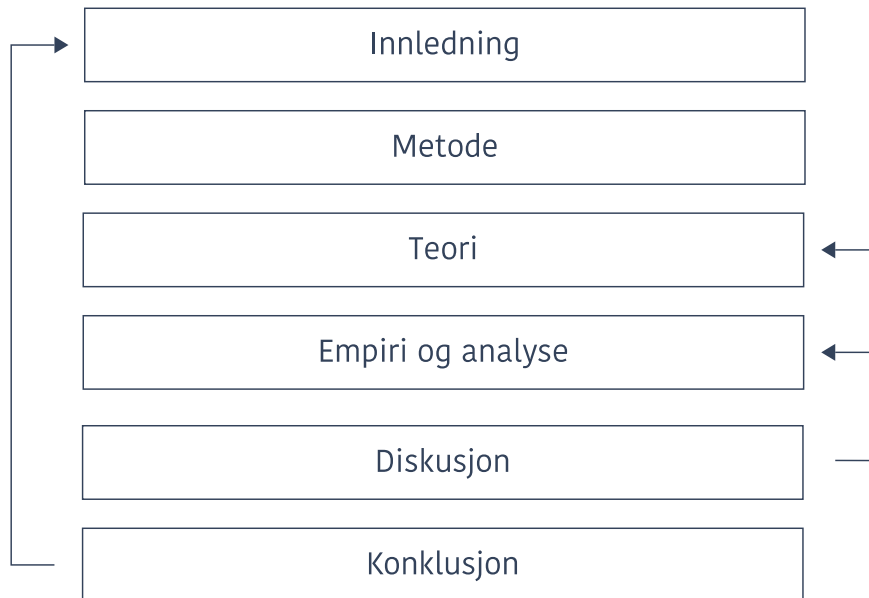 Innledning
Metode
Teori
Empiri og analyse
Diskusjon
Konklusjon